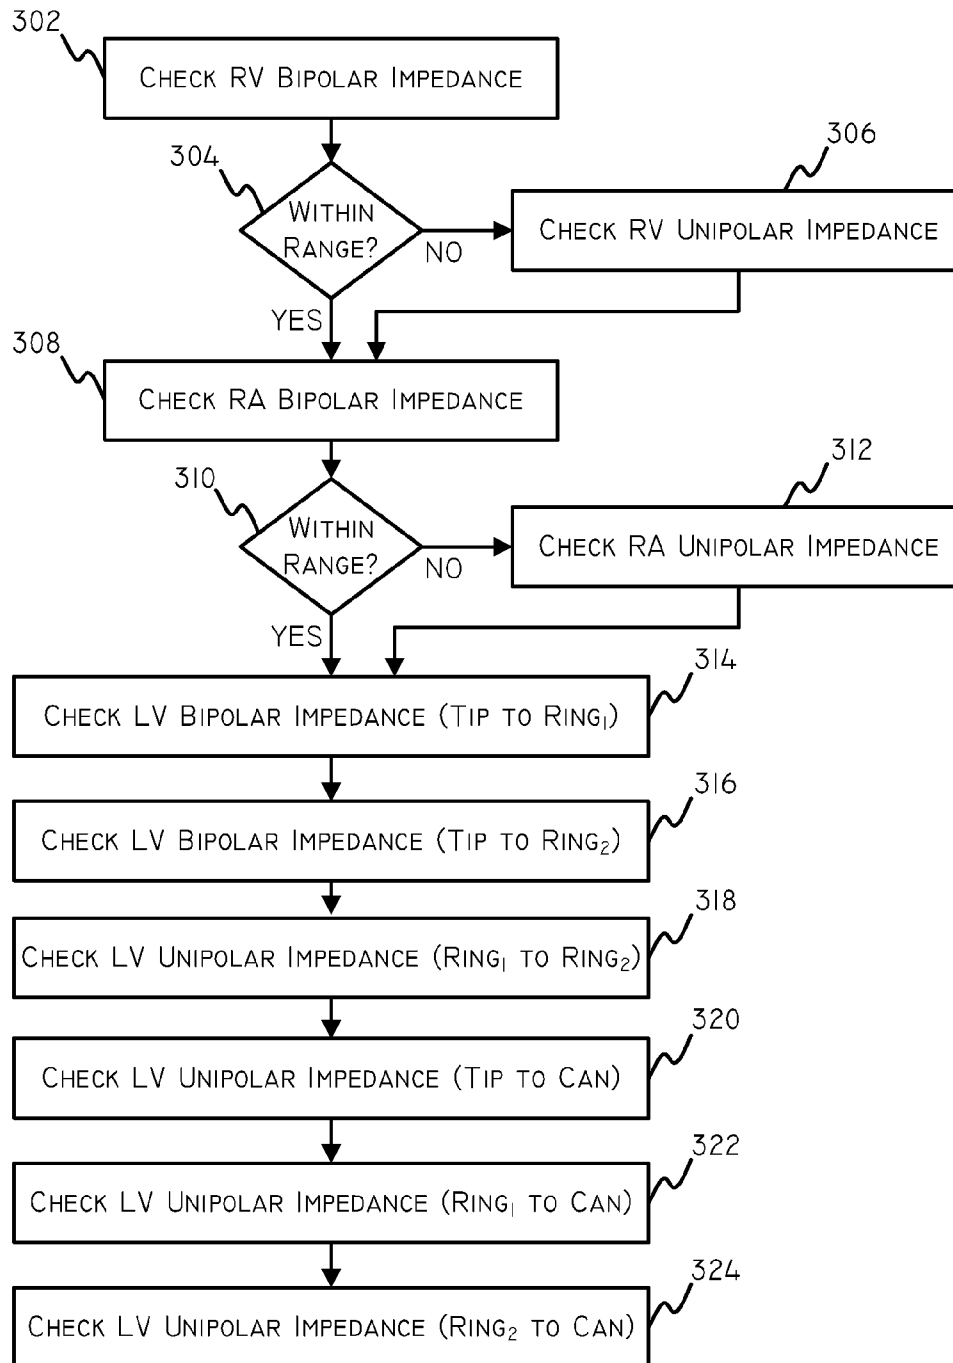 302
CHECK RV BIPOLAR IMPEDANCE
304
WITHIN
RANGE?
NO
306
CHECK RV UNIPOLAR IMPEDANCE
YES
308
CHECK RA BIPOLAR IMPEDANCE
310
WITHIN
RANGE?
NO
312
CHECK RA UNIPOLAR IMPEDANCE
YES
314
CHECK LV BIPOLAR IMPEDANCE (TIP TO RING₁)
316
CHECK LV BIPOLAR IMPEDANCE (TIP TO RING₂)
318
CHECK LV UNIPOLAR IMPEDANCE (RING₁ TO RING₂)
320
CHECK LV UNIPOLAR IMPEDANCE (TIP TO CAN)
322
CHECK LV UNIPOLAR IMPEDANCE (RING₁ TO CAN)
324
CHECK LV UNIPOLAR IMPEDANCE (RING₂ TO CAN)